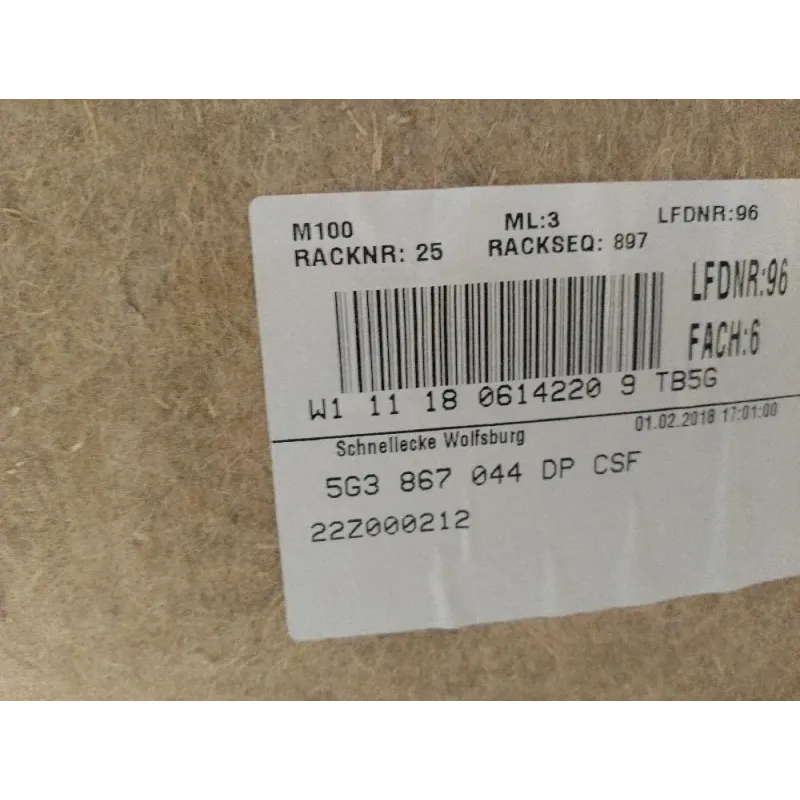 M100 ML:3 LFDNR:96
RACKNR: 25 RACKSEQ: 897
LFDNR:96
FACH:6
W1 11 18 0614220 9 TB5G
Schnellecke Wolfsburg 01.02.2018 17:01:00
5G3 867 044 DP CSF
22Z000212